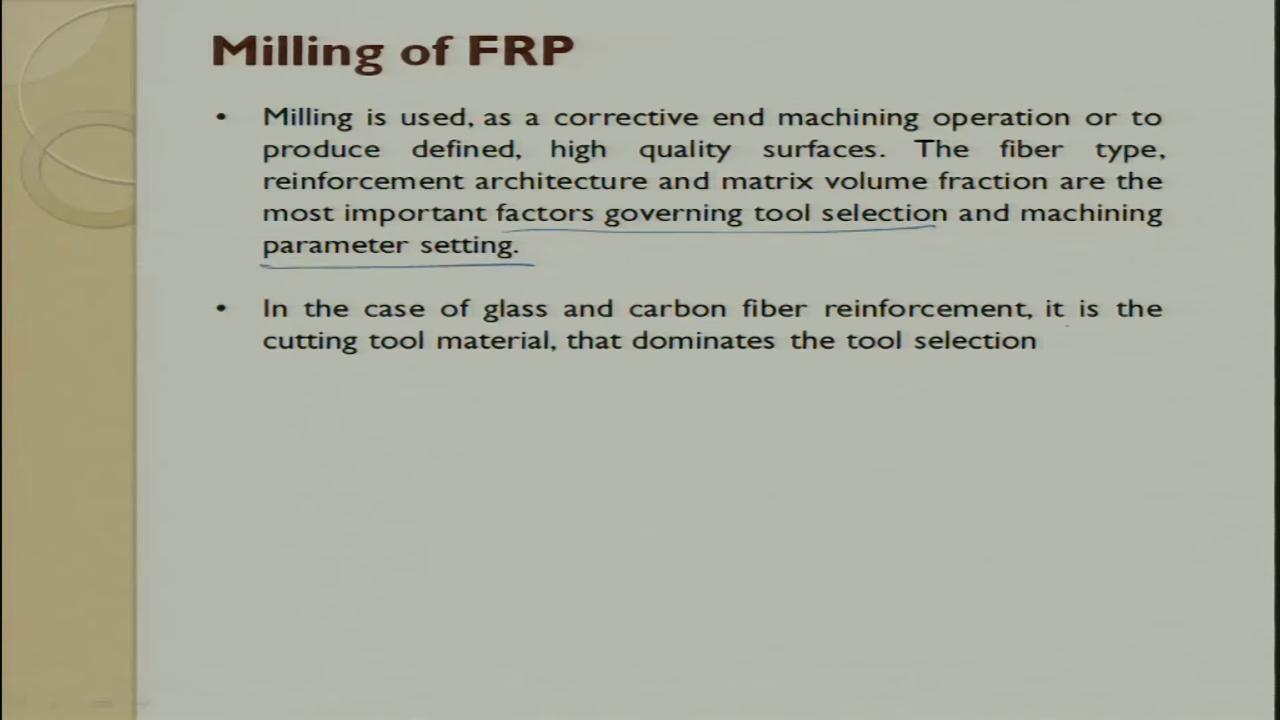 Milling of FRP
• Milling is used, as a corrective end machining operation or to
produce defined, high quality surfaces. The fiber type,
reinforcement architecture and matrix volume fraction are the
most important factors governing tool selection and machining
parameter setting.
• In the case of glass and carbon fiber reinforcement, it is the
cutting tool material, that dominates the tool selection